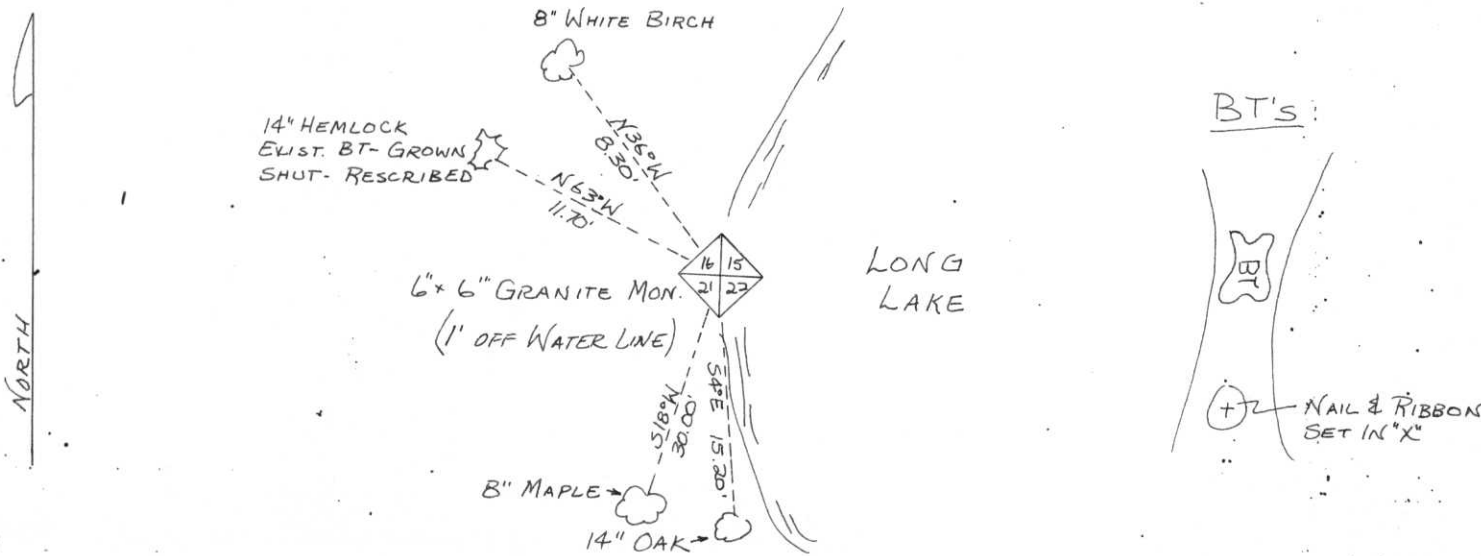 8" WHITE BIRCH
BT's:
14" HEMLOCK
EXIST. BT- GROWN
SHUT- RESCRIBED
N36°W
8.30'
N63°W
11.70'
16 15
21 22
6"x 6" GRANITE MON.
(1' OFF WATER LINE)
LONG
LAKE
BT
NORTH
S18°W
30.00'
S4°E 15.20'
NAIL & RIBBON
SET IN "X"
8" MAPLE
14" OAK